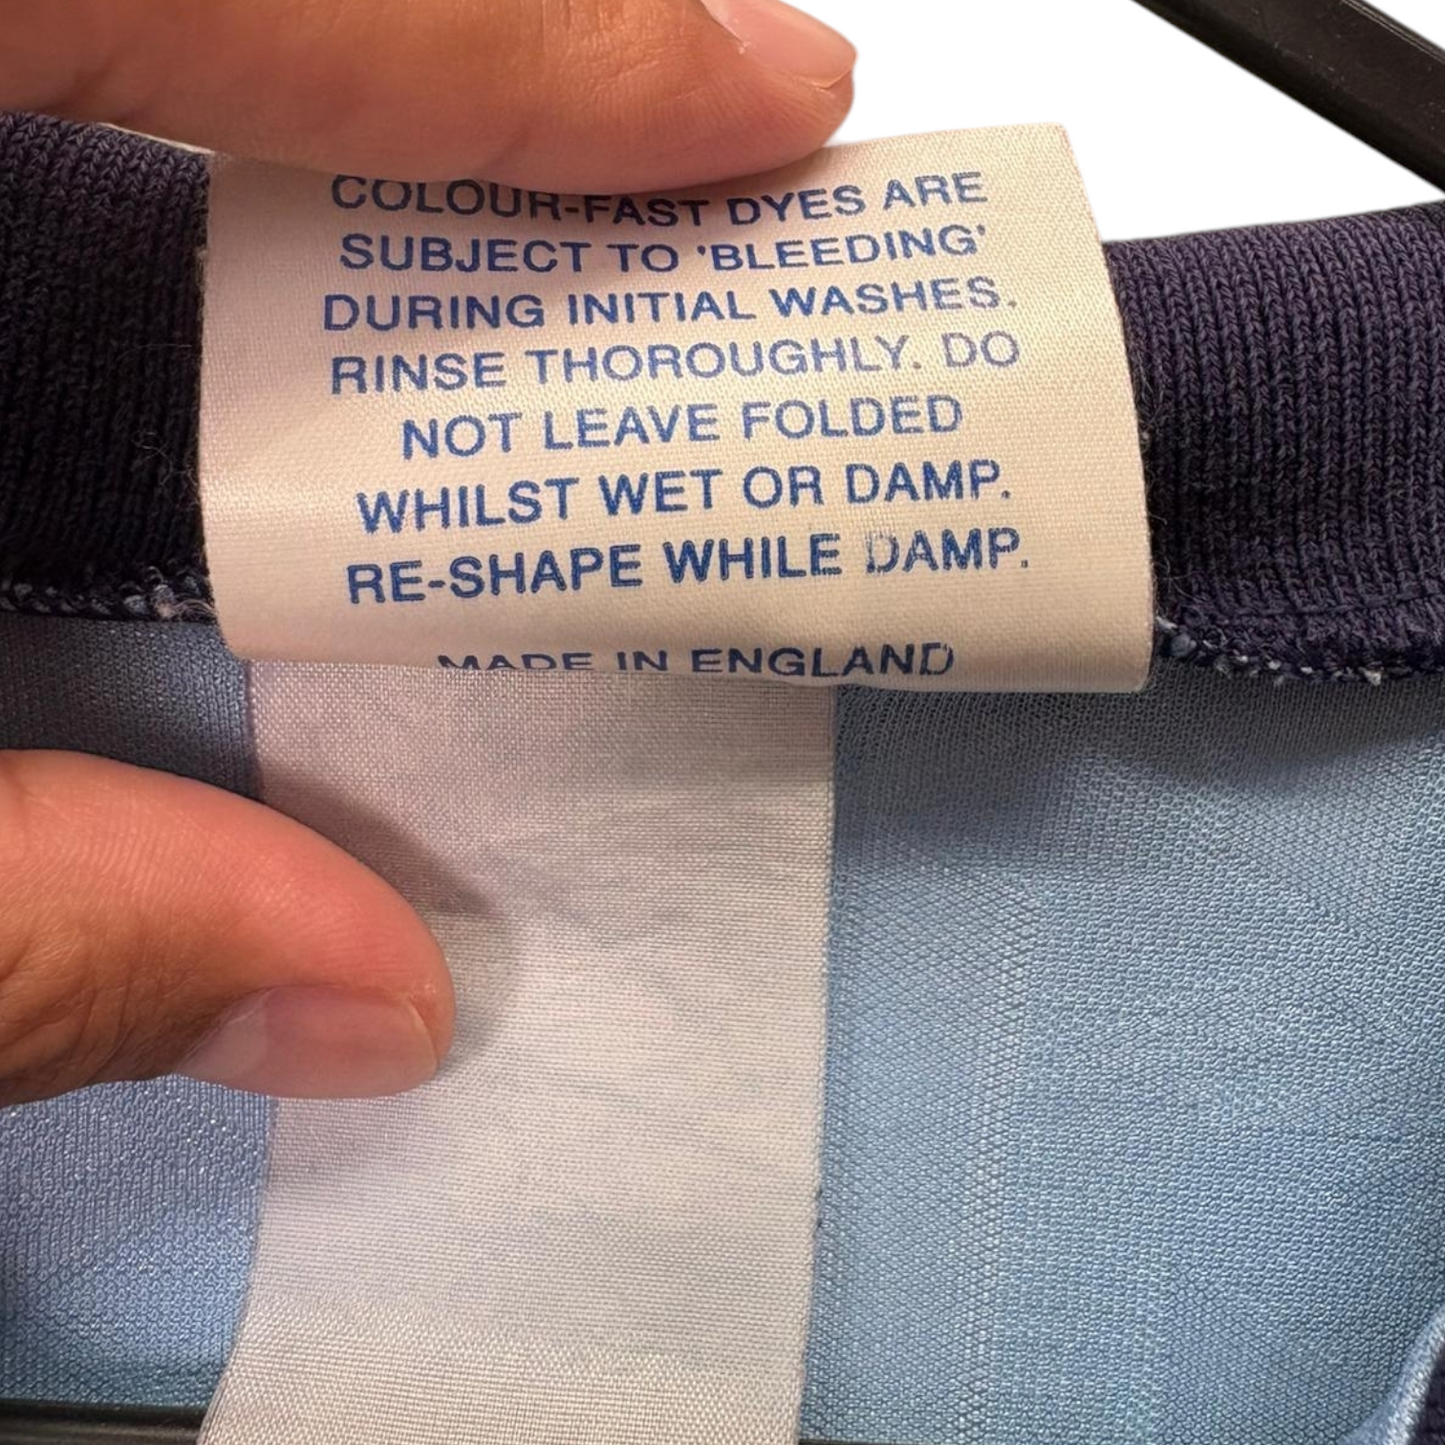 COLOUR-FAST DYES ARE
SUBJECT TO 'BLEEDING'
DURING INITIAL WASHES.
RINSE THOROUGHLY. DO
NOT LEAVE FOLDED
WHILST WET OR DAMP.
RE-SHAPE WHILE DAMP.
MADE IN ENGLAND